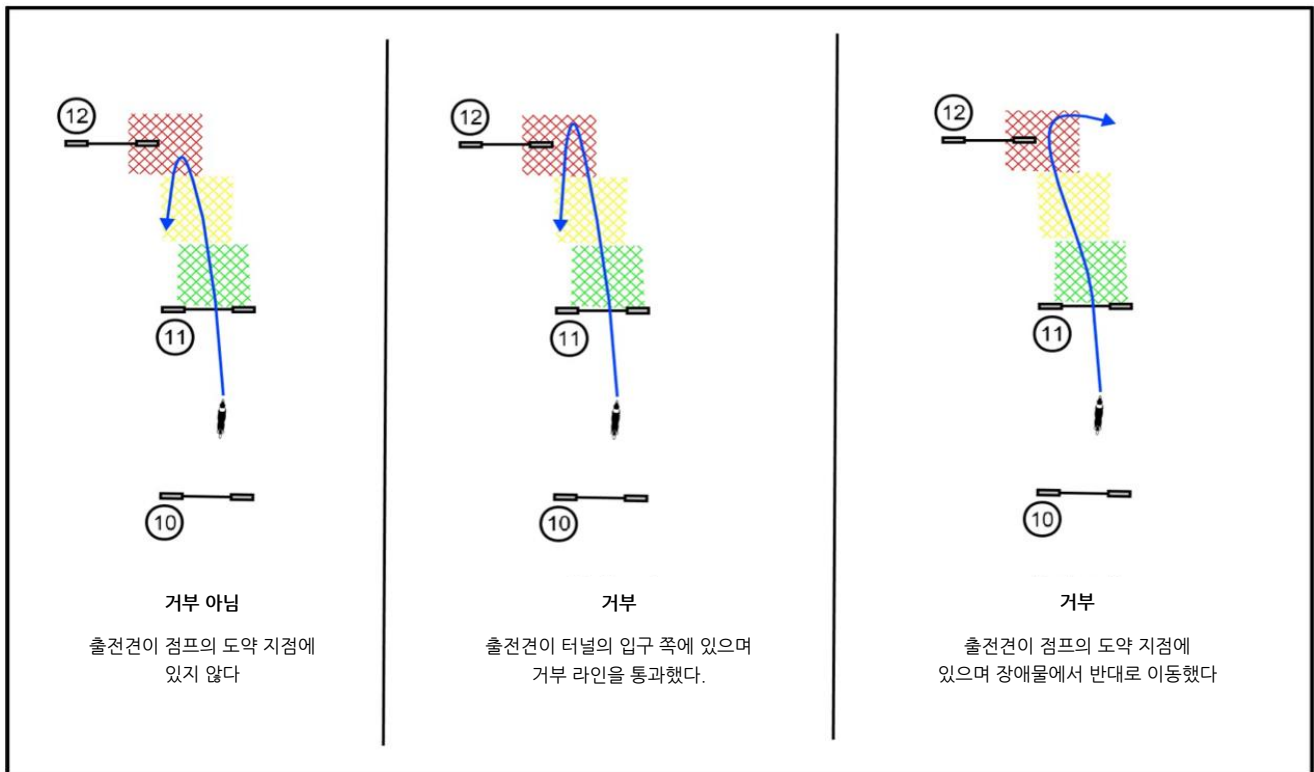 12
11
10
거부 아님
출전견이 점프의 도약 지점에
있지 않다
12
11
10
거부
출전견이 터널의 입구 쪽에 있으며
거부 라인을 통과했다.
12
11
10
거부
출전견이 점프의 도약 지점에
있으며 장애물에서 반대로 이동했다